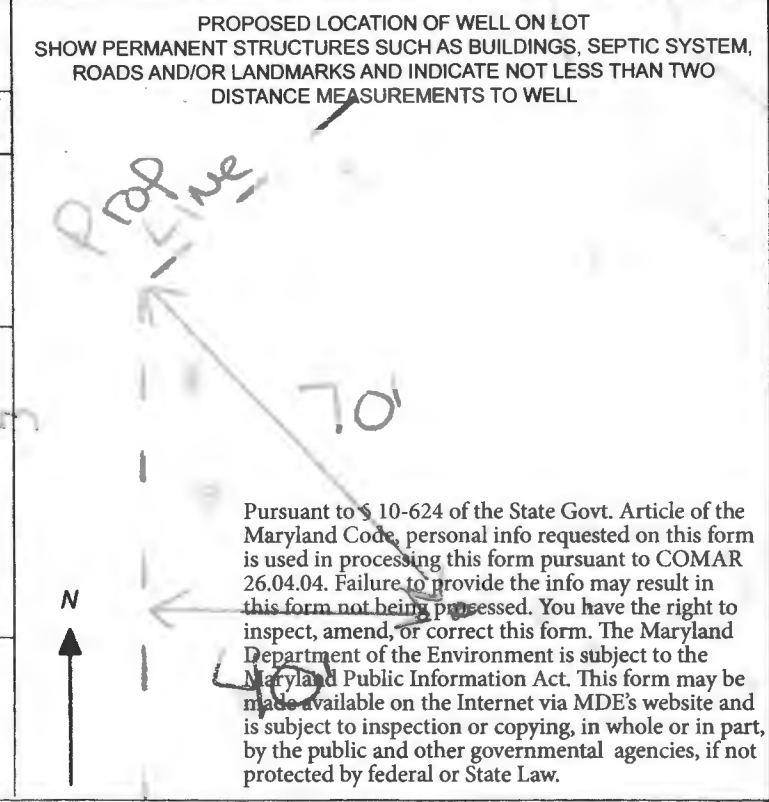 PROPOSED LOCATION OF WELL ON LOT
SHOW PERMANENT STRUCTURES SUCH AS BUILDINGS, SEPTIC SYSTEM,
ROADS AND/OR LANDMARKS AND INDICATE NOT LESS THAN TWO
DISTANCE MEASUREMENTS TO WELL
Prop
Line
70'
Pursuant to § 10-624 of the State Govt. Article of the
Maryland Code, personal info requested on this form
is used in processing this form pursuant to COMAR
26.04.04. Failure to provide the info may result in
this form not being processed. You have the right to
inspect, amend, or correct this form. The Maryland
Department of the Environment is subject to the
Maryland Public Information Act. This form may be
made available on the Internet via MDE's website and
is subject to inspection or copying, in whole or in part,
by the public and other governmental agencies, if not
protected by federal or State Law.
40'
N